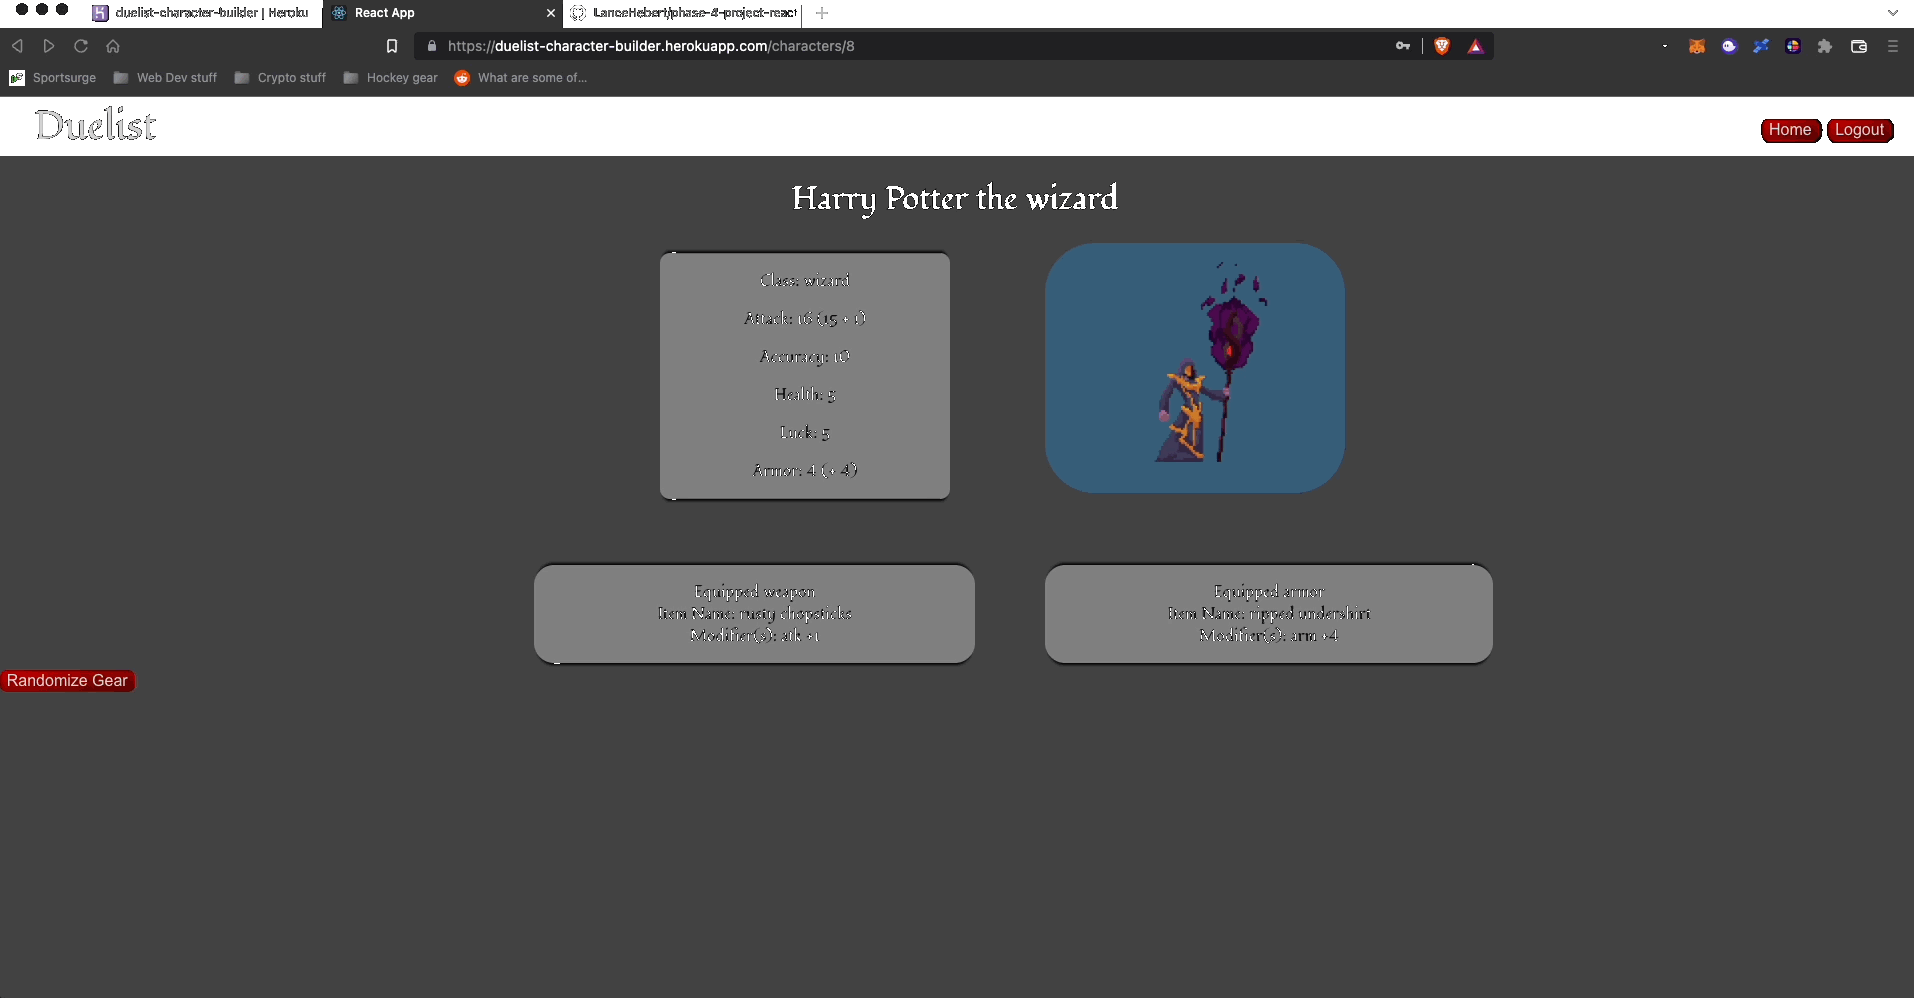 duelist-character-builder | Heroku
React App
LanceHebert/phase-4-project-react
https://duelist-character-builder.herokuapp.com/characters/8
Sportsurge
Web Dev stuff
Crypto stuff
Hockey gear
What are some of...
Duelist
Home
Logout
Harry Potter the wizard
Class: wizard
Attack: 16 (15 + 1)
Accuracy: 10
Health: 5
Luck: 5
Armor: 4 (+ 4)
Equipped weapon
Item Name: rusty chopsticks
Modifier(s): atk +1
Equipped armor
Item Name: ripped undershirt
Modifier(s): arm +4
Randomize Gear